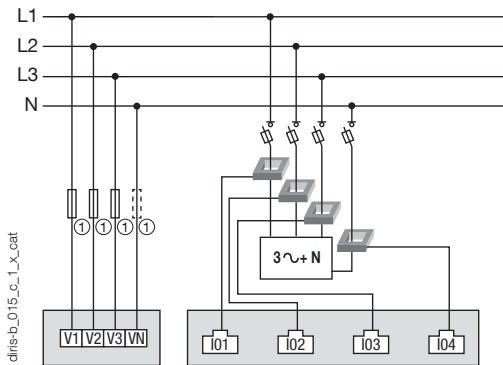 L1
L2
L3
N
1 1 1 1
3 ∿ + N
V1 V2 V3 VN
I01 I02 I03 I04
diris-b_015_c_1_x_cat